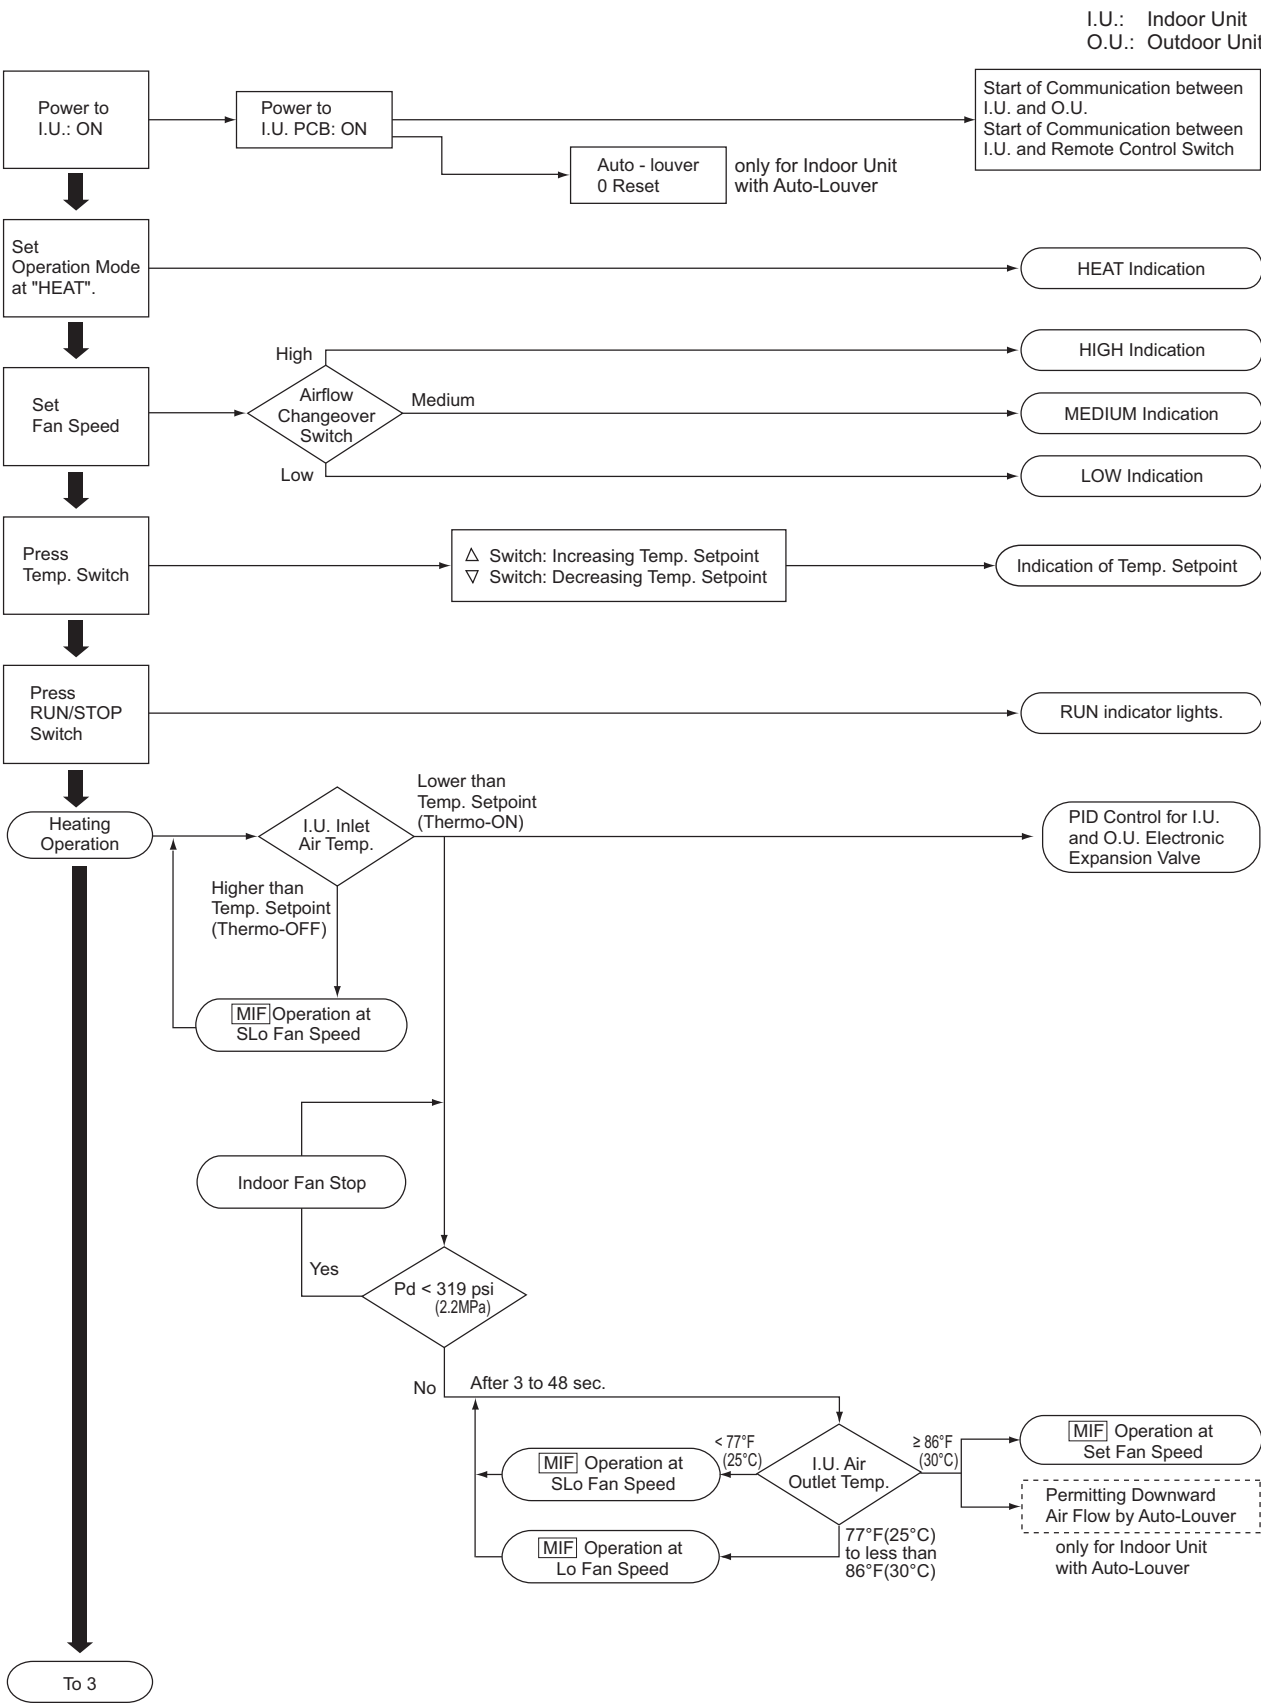 I.U.: Indoor Unit
O.U.: Outdoor Unit
Power to
I.U.: ON
Power to
I.U. PCB: ON
Start of Communication between
I.U. and O.U.
Start of Communication between
I.U. and Remote Control Switch
Auto - louver
0 Reset
only for Indoor Unit
with Auto-Louver
Set
Operation Mode
at "HEAT".
HEAT Indication
Set
Fan Speed
High
Airflow
Changeover
Switch
Medium
Low
HIGH Indication
MEDIUM Indication
LOW Indication
Press
Temp. Switch
△ Switch: Increasing Temp. Setpoint
▽ Switch: Decreasing Temp. Setpoint
Indication of Temp. Setpoint
Press
RUN/STOP
Switch
RUN indicator lights.
Heating
Operation
I.U. Inlet
Air Temp.
Lower than
Temp. Setpoint
(Thermo-ON)
PID Control for I.U.
and O.U. Electronic
Expansion Valve
Higher than
Temp. Setpoint
(Thermo-OFF)
MIF Operation at
SLo Fan Speed
Indoor Fan Stop
Yes
Pd < 319 psi
(2.2MPa)
No
After 3 to 48 sec.
MIF Operation at
SLo Fan Speed
< 77°F
(25°C)
I.U. Air
Outlet Temp.
≥ 86°F
(30°C)
MIF Operation at
Set Fan Speed
Permitting Downward
Air Flow by Auto-Louver
only for Indoor Unit
with Auto-Louver
MIF Operation at
Lo Fan Speed
77°F(25°C)
to less than
86°F(30°C)
To 3